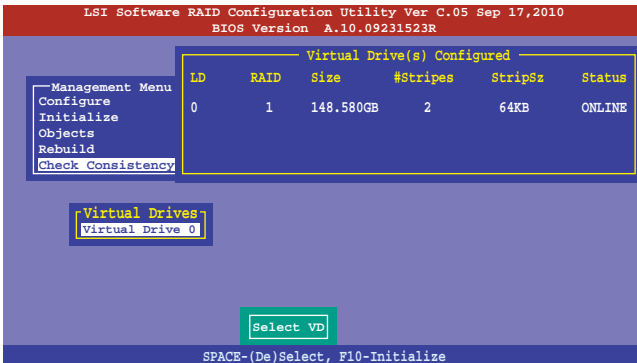 LSI Software RAID Configuration Utility Ver C.05 Sep 17,2010
BIOS Version A.10.09231523R
Virtual Drive(s) Configured
LD RAID Size #Stripes StripSz Status
0 1 148.580GB 2 64KB ONLINE
Management Menu
Configure
Initialize
Objects
Rebuild
Check Consistency
Virtual Drives
Virtual Drive 0
Select VD
SPACE-(De)Select, F10-Initialize